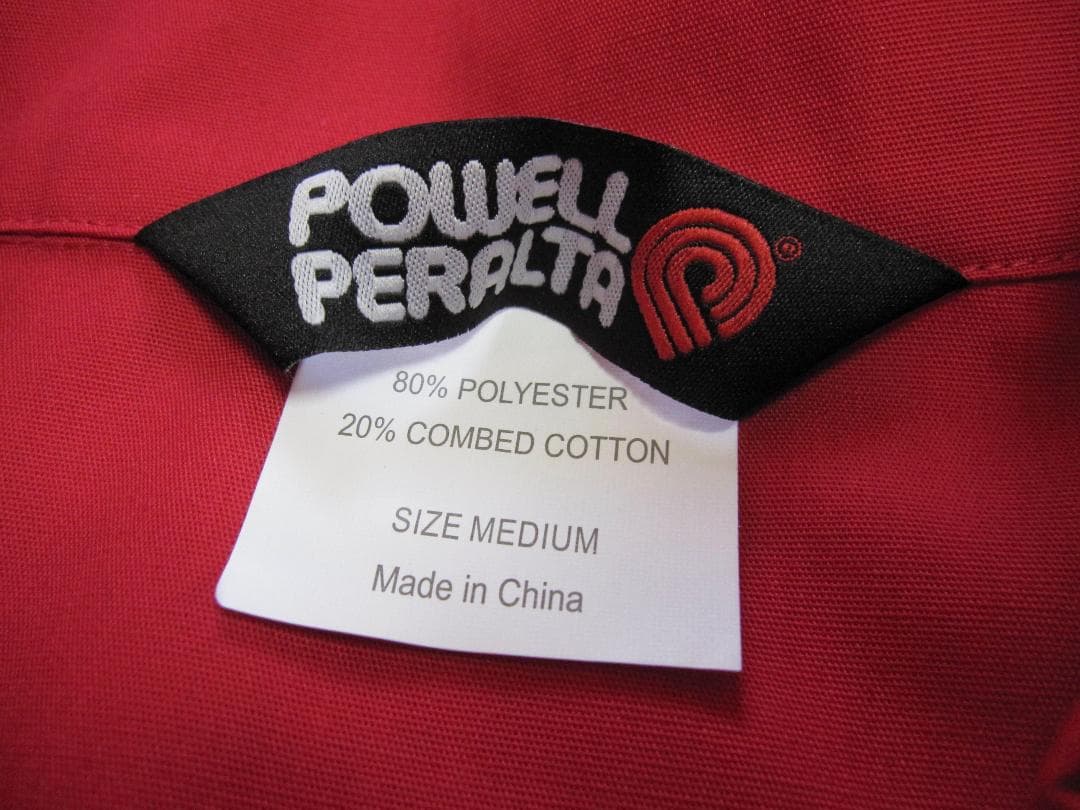 POWELL
PERALTA
®
80% POLYESTER
20% COMBED COTTON
SIZE MEDIUM
Made in China